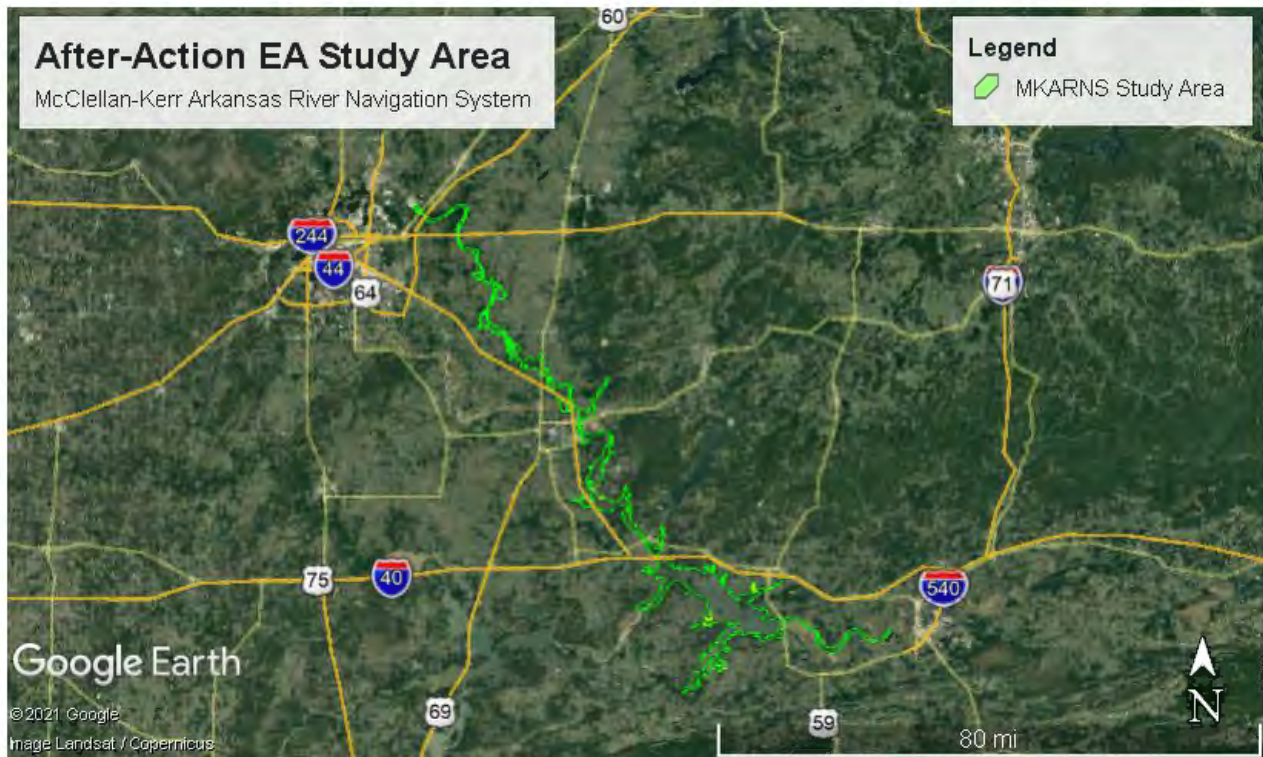 60
After-Action EA Study Area
McClellan-Kerr Arkansas River Navigation System
Legend
MKARNS Study Area
244
44
64
71
75
40
540
Google Earth
69
59
N
©2021 Google
Image Landsat / Copernicus
80 mi